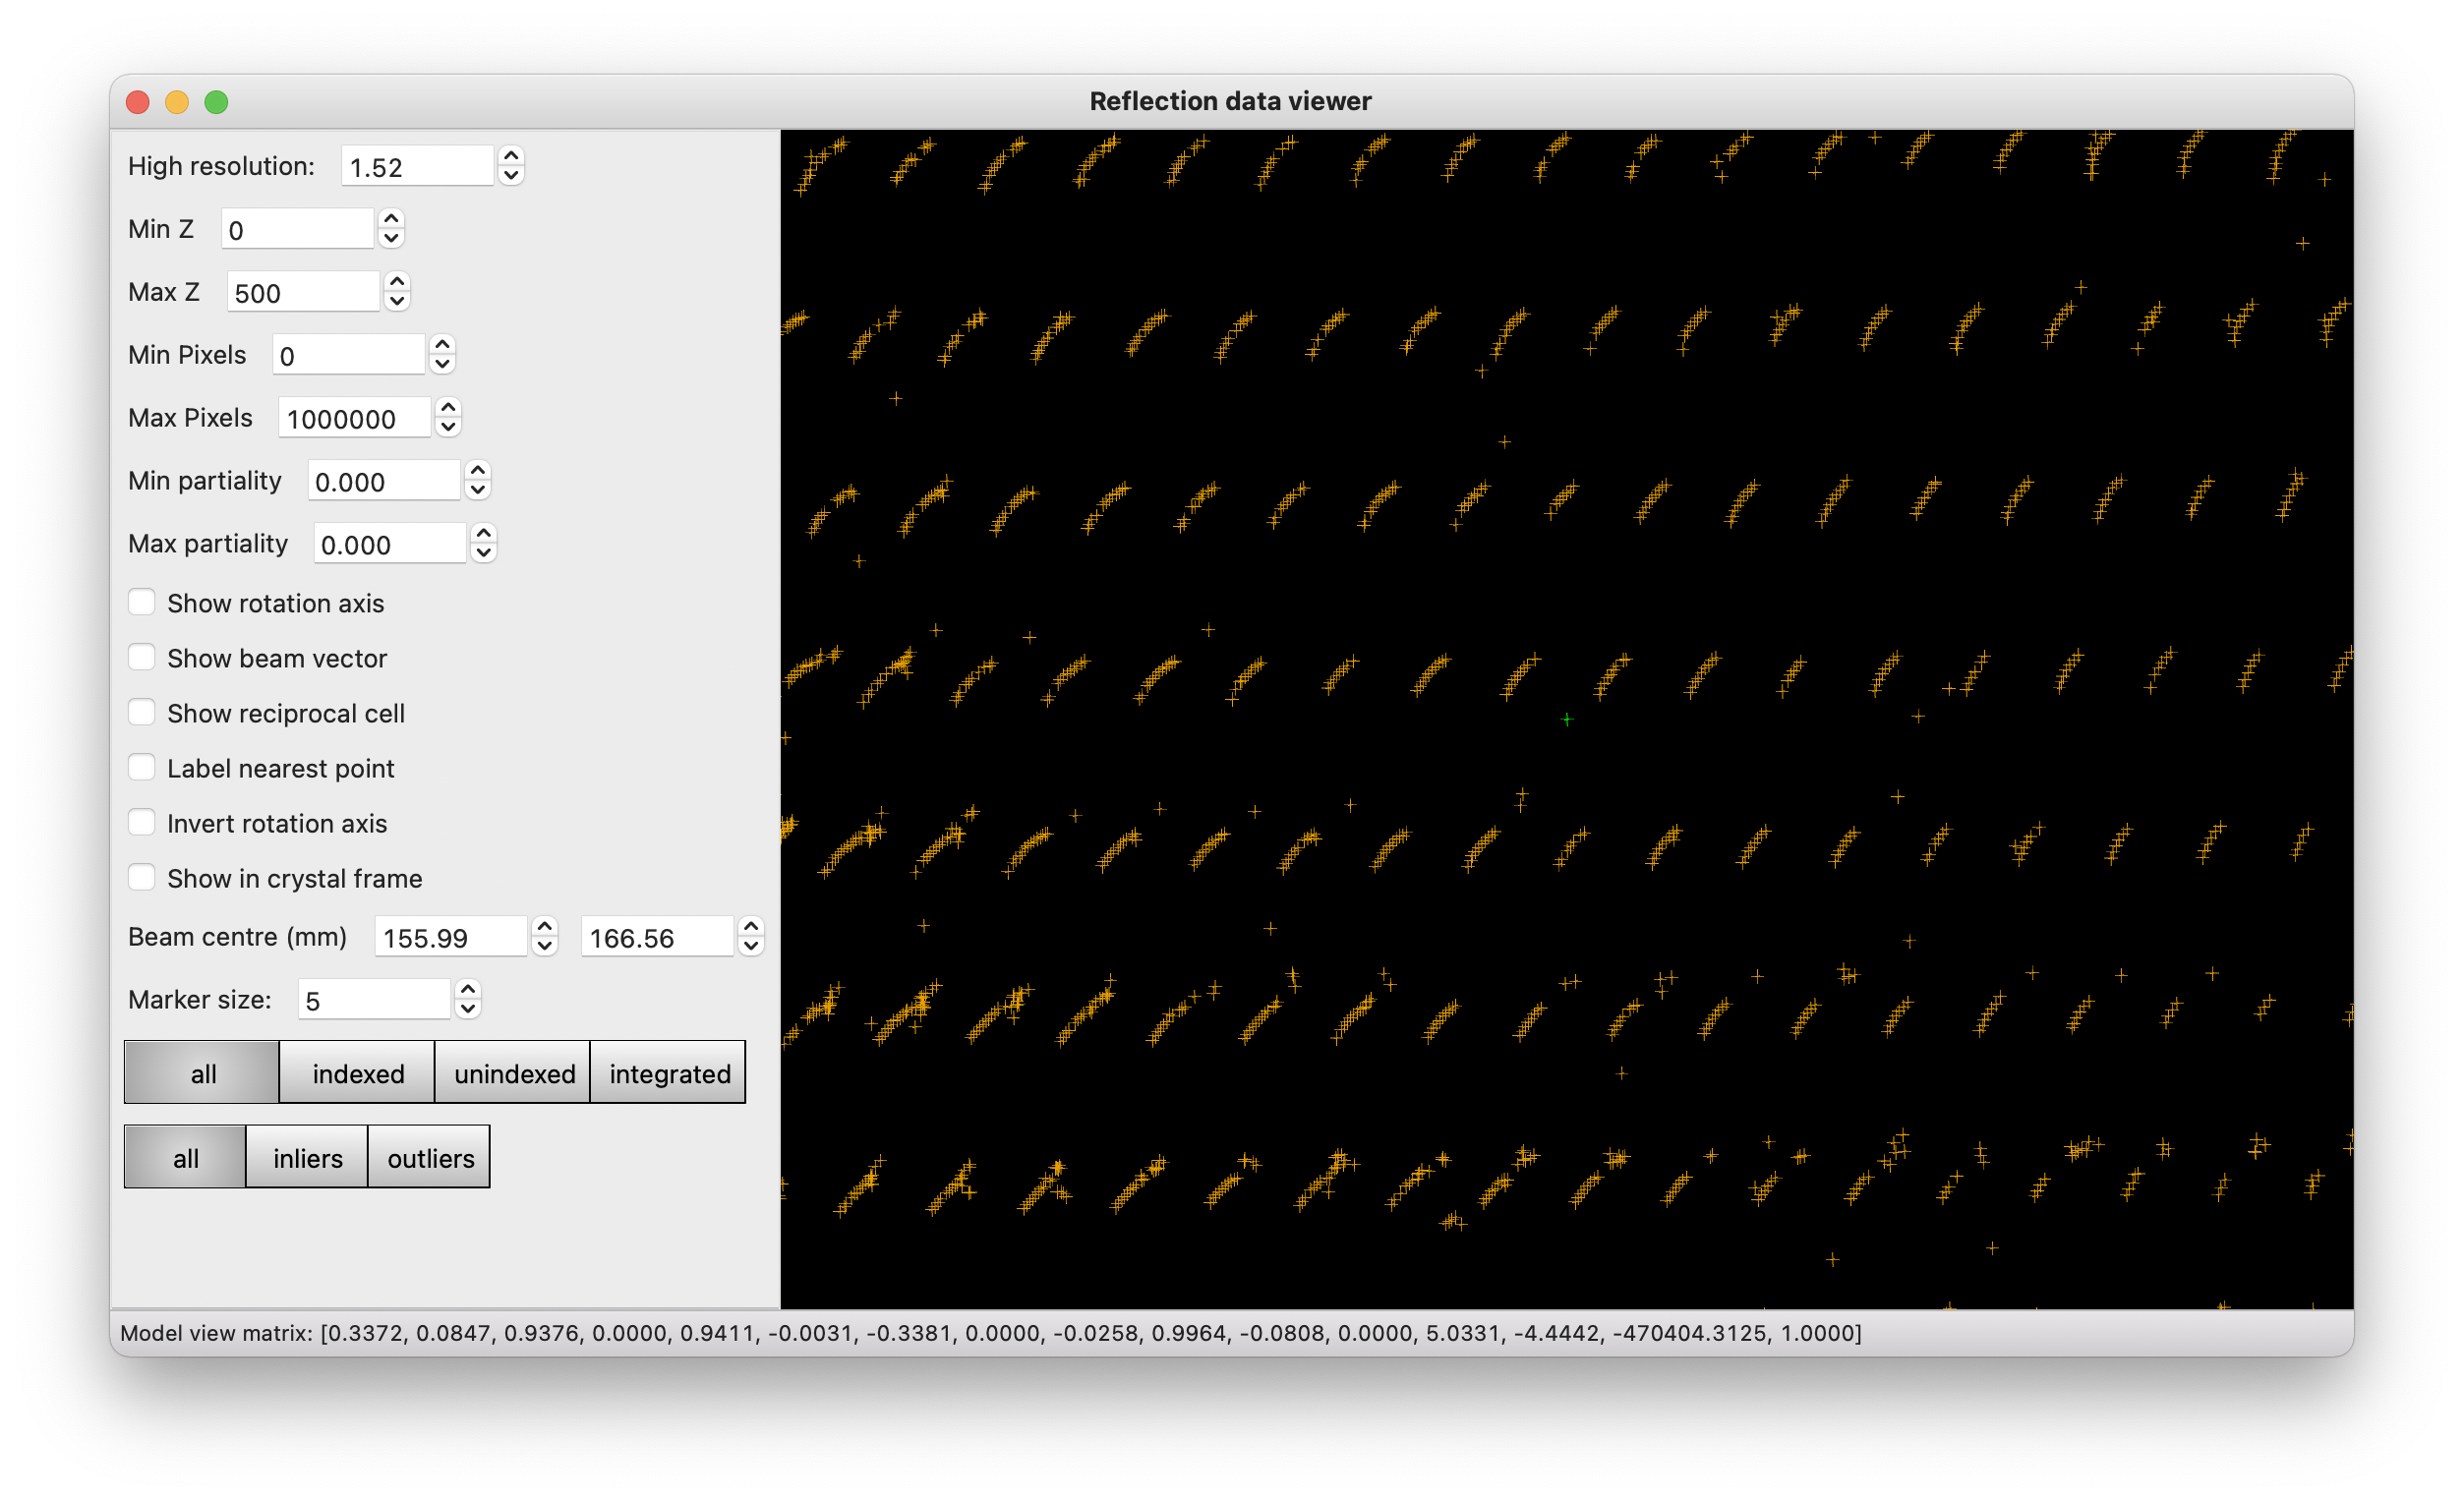 Reflection data viewer
High resolution: 1.52
Min Z 0
Max Z 500
Min Pixels 0
Max Pixels 1000000
Min partiality 0.000
Max partiality 0.000
Show rotation axis
Show beam vector
Show reciprocal cell
Label nearest point
Invert rotation axis
Show in crystal frame
Beam centre (mm) 155.99 166.56
Marker size: 5
all indexed unindexed integrated
all inliers outliers
Model view matrix: [0.3372, 0.0847, 0.9376, 0.0000, 0.9411, -0.0031, -0.3381, 0.0000, -0.0258, 0.9964, -0.0808, 0.0000, 5.0331, -4.4442, -470404.3125, 1.0000]